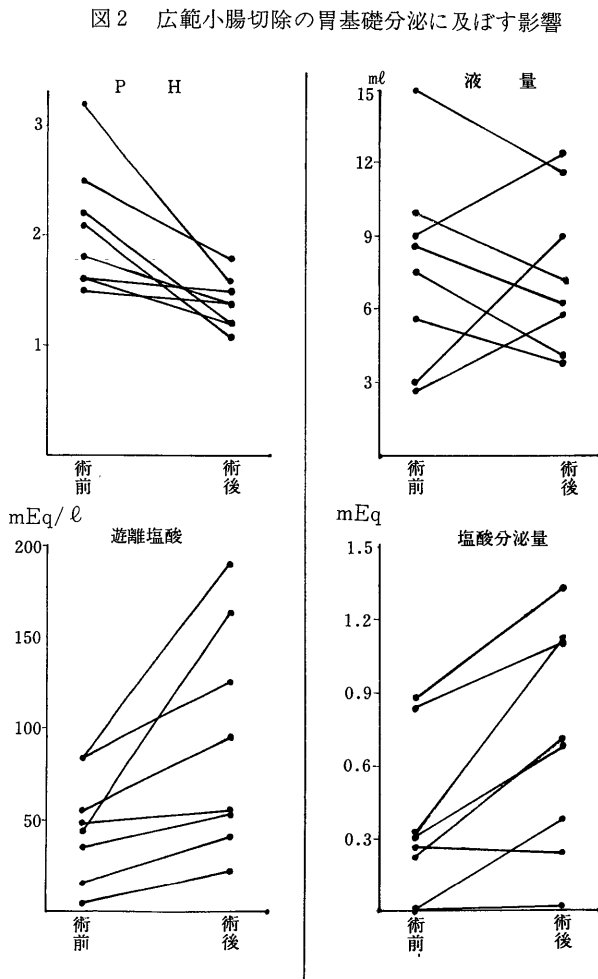 図2 広範小腸切除の胃基礎分泌に及ぼす影響
P H
3
2
1
術前
術後
mℓ
液量
15
12
9
6
3
術前
術後
mEq/ℓ
遊離塩酸
200
150
100
50
術前
術後
mEq
塩酸分泌量
1.5
1.2
0.9
0.6
0.3
術前
術後